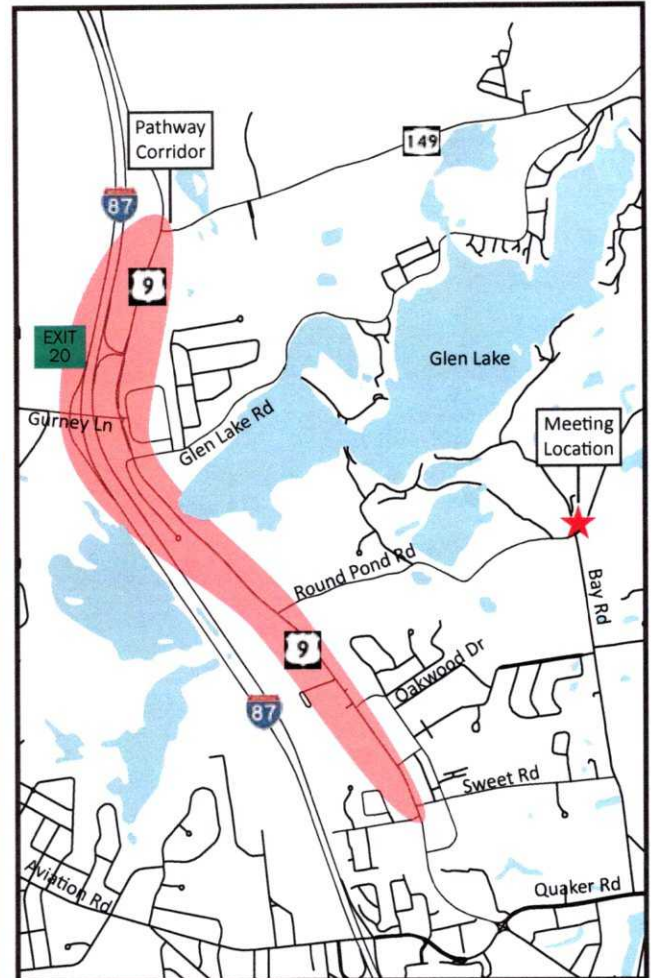 149
Pathway
Corridor
87
9
EXIT
20
Glen Lake
Gurney Ln
Glen Lake Rd
Meeting
Location
Round Pond Rd
Bay Rd
9
Oakwood Dr
87
Sweet Rd
Aviation Rd
Quaker Rd